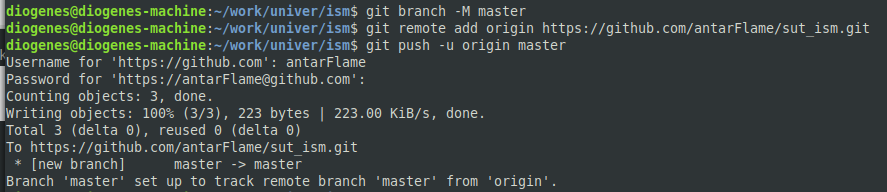 diogenes@diogenes-machine:~/work/univer/ism$ git branch -M master
diogenes@diogenes-machine:~/work/univer/ism$ git remote add origin https://github.com/antarFlame/sut_ism.git
diogenes@diogenes-machine:~/work/univer/ism$ git push -u origin master
Username for 'https://github.com': antarFlame
Password for 'https://antarFlame@github.com':
Counting objects: 3, done.
Writing objects: 100% (3/3), 223 bytes | 223.00 KiB/s, done.
Total 3 (delta 0), reused 0 (delta 0)
To https://github.com/antarFlame/sut_ism.git
 * [new branch]      master -> master
Branch 'master' set up to track remote branch 'master' from 'origin'.